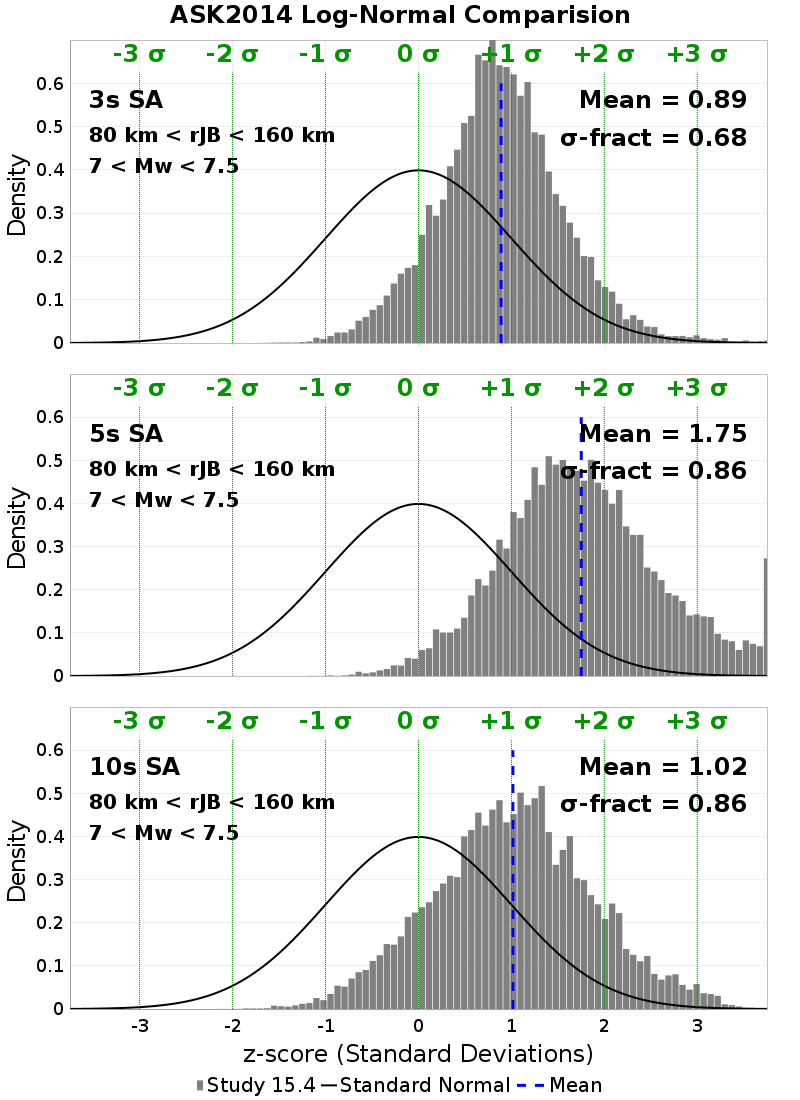 ASK2014 Log-Normal Comparision
-3 σ -2 σ -1 σ 0 σ +1 σ +2 σ +3 σ
3s SA
Mean = 0.89
80 km < rJB < 160 km
σ-fract = 0.68
7 < Mw < 7.5
Density
0.6
0.5
0.4
0.3
0.2
0.1
0
-3 σ -2 σ -1 σ 0 σ +1 σ +2 σ +3 σ
5s SA
Mean = 1.75
80 km < rJB < 160 km
σ-fract = 0.86
7 < Mw < 7.5
Density
0.6
0.5
0.4
0.3
0.2
0.1
0
-3 σ -2 σ -1 σ 0 σ +1 σ +2 σ +3 σ
10s SA
Mean = 1.02
80 km < rJB < 160 km
σ-fract = 0.86
7 < Mw < 7.5
Density
0.6
0.5
0.4
0.3
0.2
0.1
0
-3 -2 -1 0 1 2 3
z-score (Standard Deviations)
Study 15.4 Standard Normal Mean